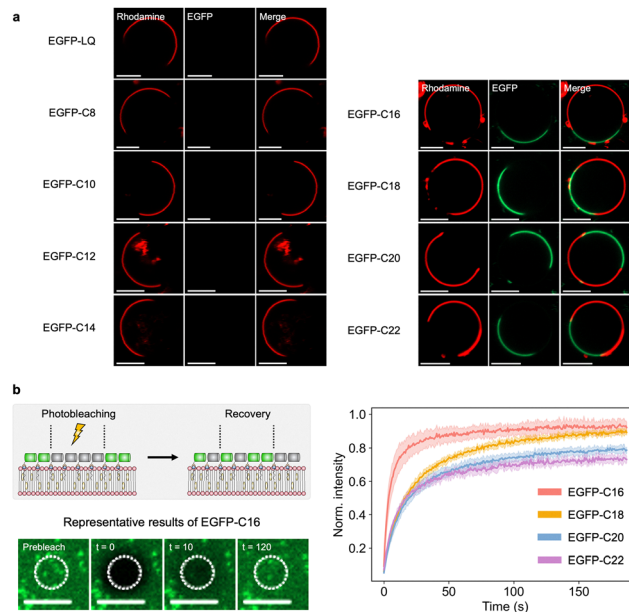 a
Rhodamine EGFP Merge
EGFP-LQ
EGFP-C8
EGFP-C10
EGFP-C12
EGFP-C14
Rhodamine EGFP Merge
EGFP-C16
EGFP-C18
EGFP-C20
EGFP-C22
b
Photobleaching Recovery
Representative results of EGFP-C16
Prebleach t = 0 t = 10 t = 120
Norm. intensity
1.0
0.8
0.6
0.4
0.2
EGFP-C16
EGFP-C18
EGFP-C20
EGFP-C22
0 50 100 150
Time (s)